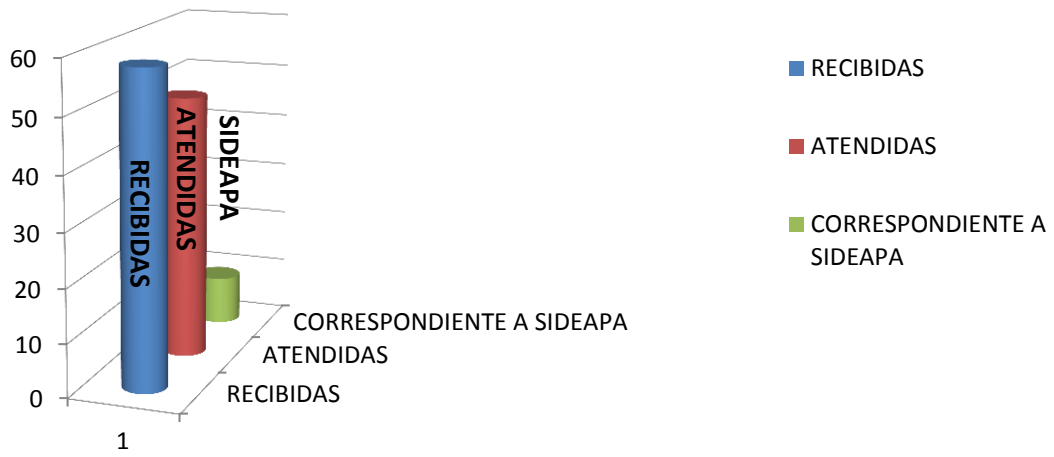 60
50
40
30
20
10
0
RECIBIDAS
ATENDIDAS
SIDEAPA
CORRESPONDIENTE A SIDEAPA
ATENDIDAS
RECIBIDAS
1
RECIBIDAS
ATENDIDAS
CORRESPONDIENTE A
SIDEAPA